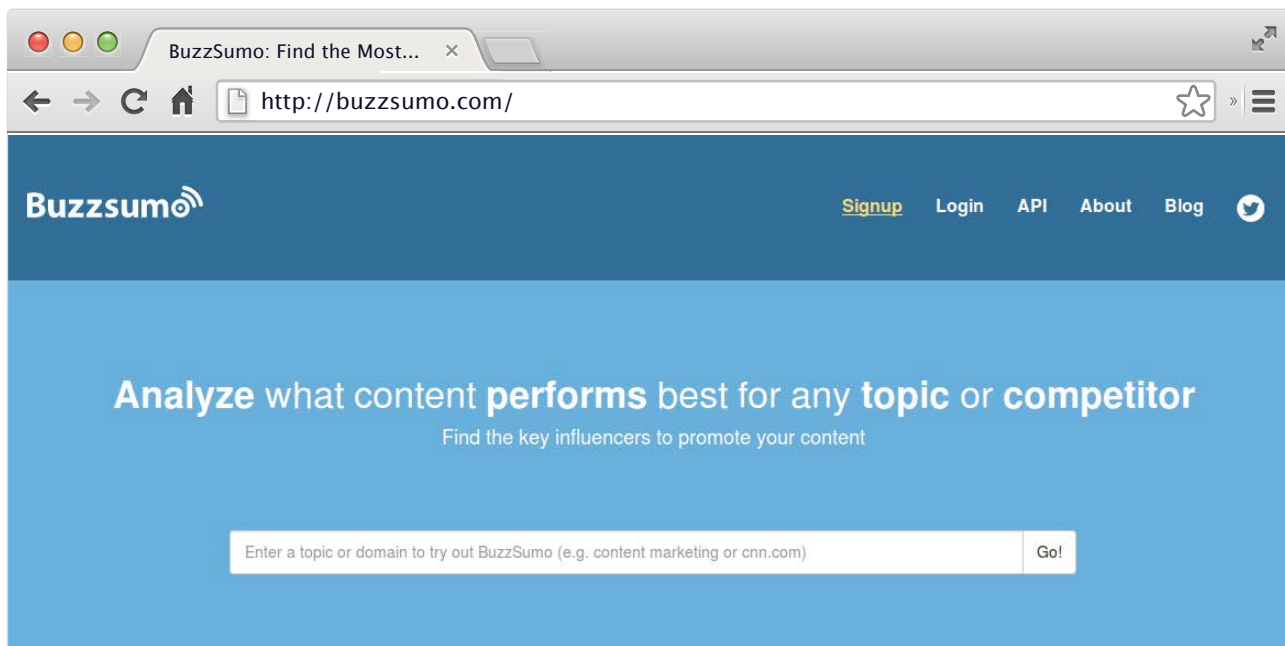 BuzzSumo: Find the Most... ×
http://buzzsumo.com/ »
Buzzsumo Signup Login API About Blog
Analyze what content performs best for any topic or competitor
Find the key influencers to promote your content
Enter a topic or domain to try out BuzzSumo (e.g. content marketing or cnn.com) Go!